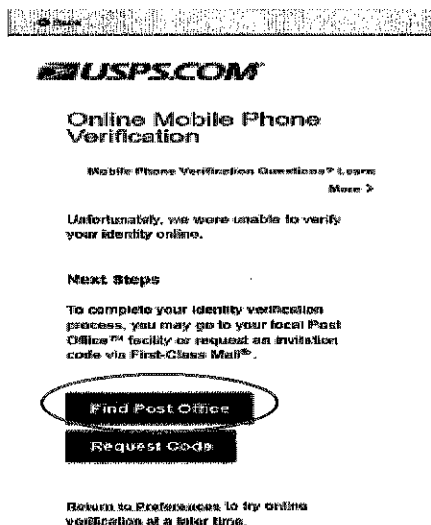 USPS.COM®
Online Mobile Phone
Verification
Mobile Phone Verification Questions? Learn
More >
Unfortunately, we were unable to verify
your identity online.
Next Steps
To complete your identity verification
process, you may go to your local Post
Office™ facility or request an invitation
code via First-Class Mail®.
Find Post Office
Request Code
Return to Preferences to try online
verification at a later time.